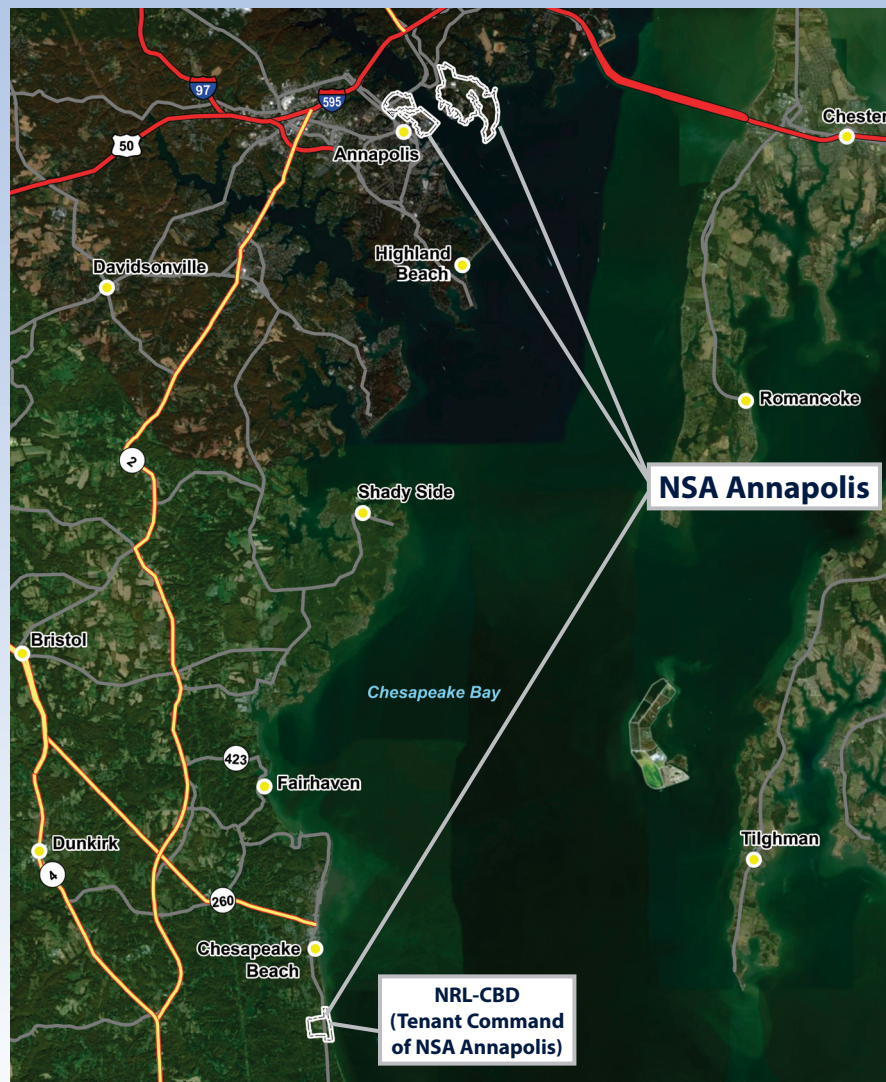 97
595
50
Annapolis
Chester
Highland
Beach
Davidsonville
Romancoke
2
NSA Annapolis
Shady Side
Bristol
Chesapeake Bay
423
Fairhaven
Dunkirk
4
Tilghman
260
Chesapeake
Beach
NRL-CBD
(Tenant Command
of NSA Annapolis)